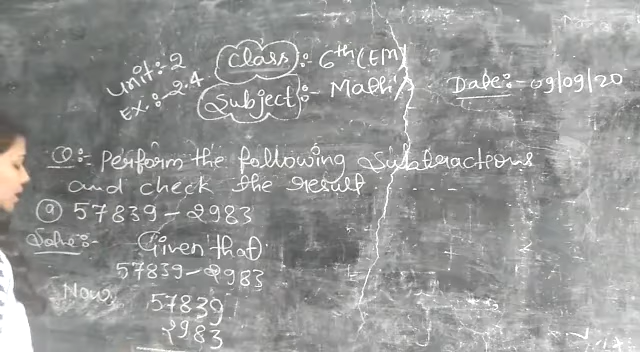 Unit:- 2
Ex.:- 2.4
Class :- 6th (EM)
Subject :- Math's
Date:- 09/09/20
Q:- Perform the following Subtractions
and check the result.......
(a) 57839-2983
Solve:- Given that
57839-2983
Now, 57839
2983